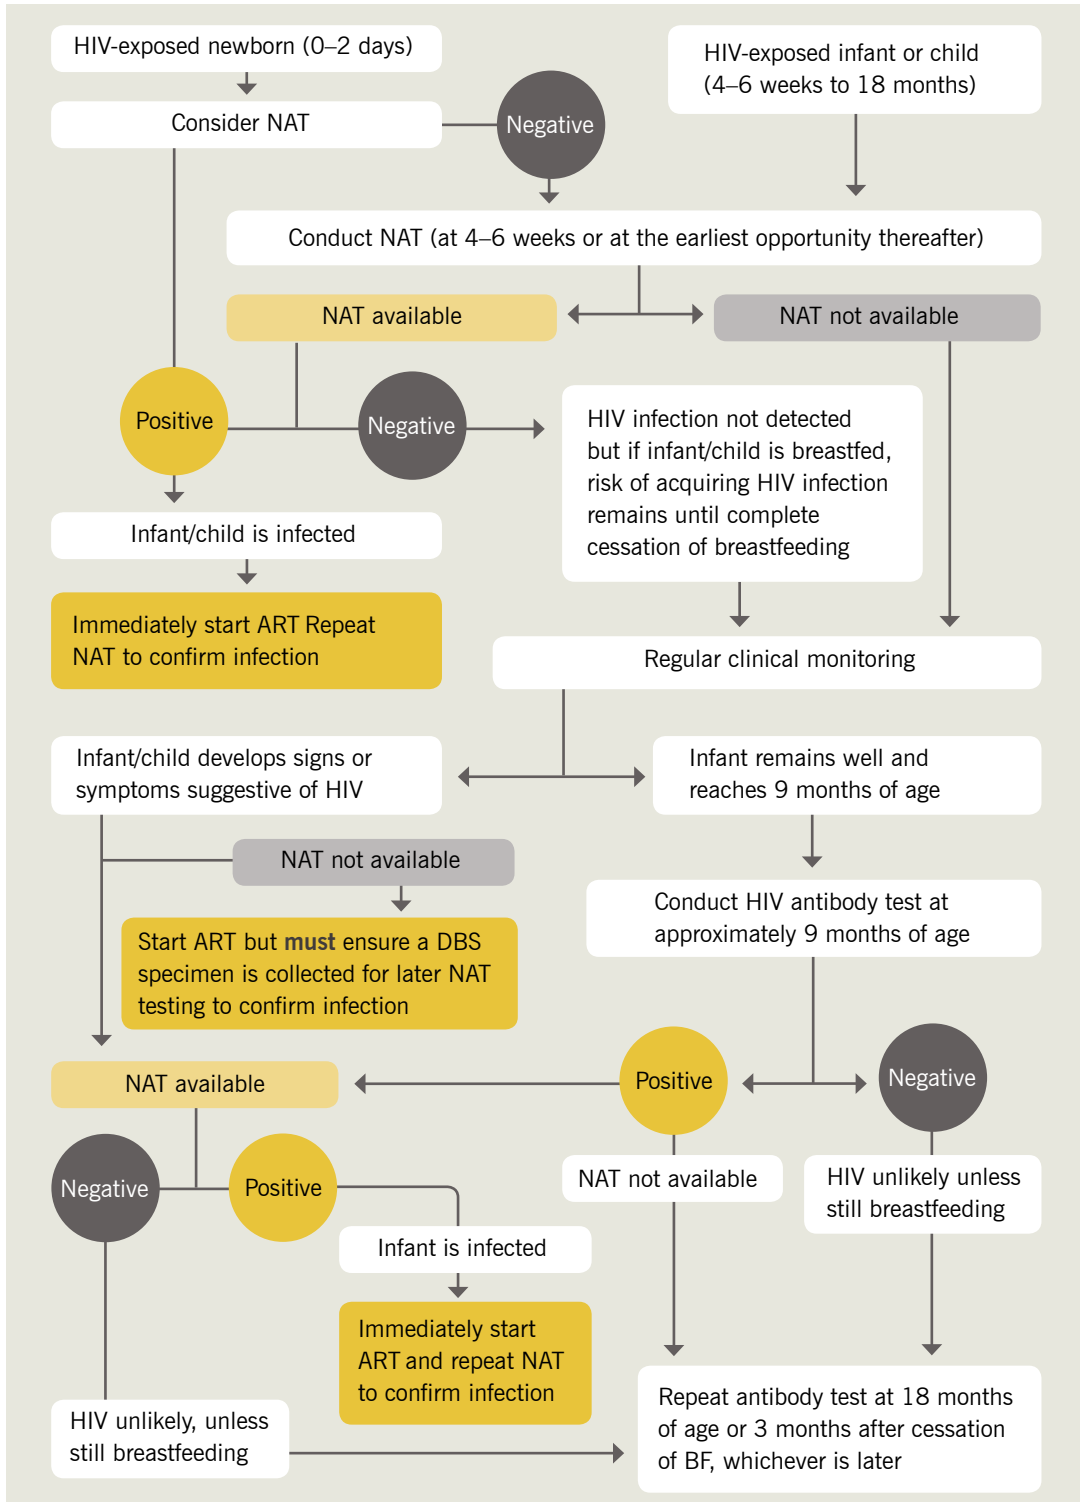 HIV-exposed newborn (0–2 days)
HIV-exposed infant or child
(4–6 weeks to 18 months)
Consider NAT
Negative
Conduct NAT (at 4–6 weeks or at the earliest opportunity thereafter)
NAT available
NAT not available
Positive
Negative
HIV infection not detected
but if infant/child is breastfed,
risk of acquiring HIV infection
remains until complete
cessation of breastfeeding
Infant/child is infected
Immediately start ART Repeat
NAT to confirm infection
Regular clinical monitoring
Infant/child develops signs or
symptoms suggestive of HIV
Infant remains well and
reaches 9 months of age
NAT not available
Start ART but must ensure a DBS
specimen is collected for later NAT
testing to confirm infection
Conduct HIV antibody test at
approximately 9 months of age
NAT available
Positive
Negative
Negative
Positive
NAT not available
HIV unlikely unless
still breastfeeding
Infant is infected
Immediately start
ART and repeat NAT
to confirm infection
HIV unlikely, unless
still breastfeeding
Repeat antibody test at 18 months
of age or 3 months after cessation
of BF, whichever is later